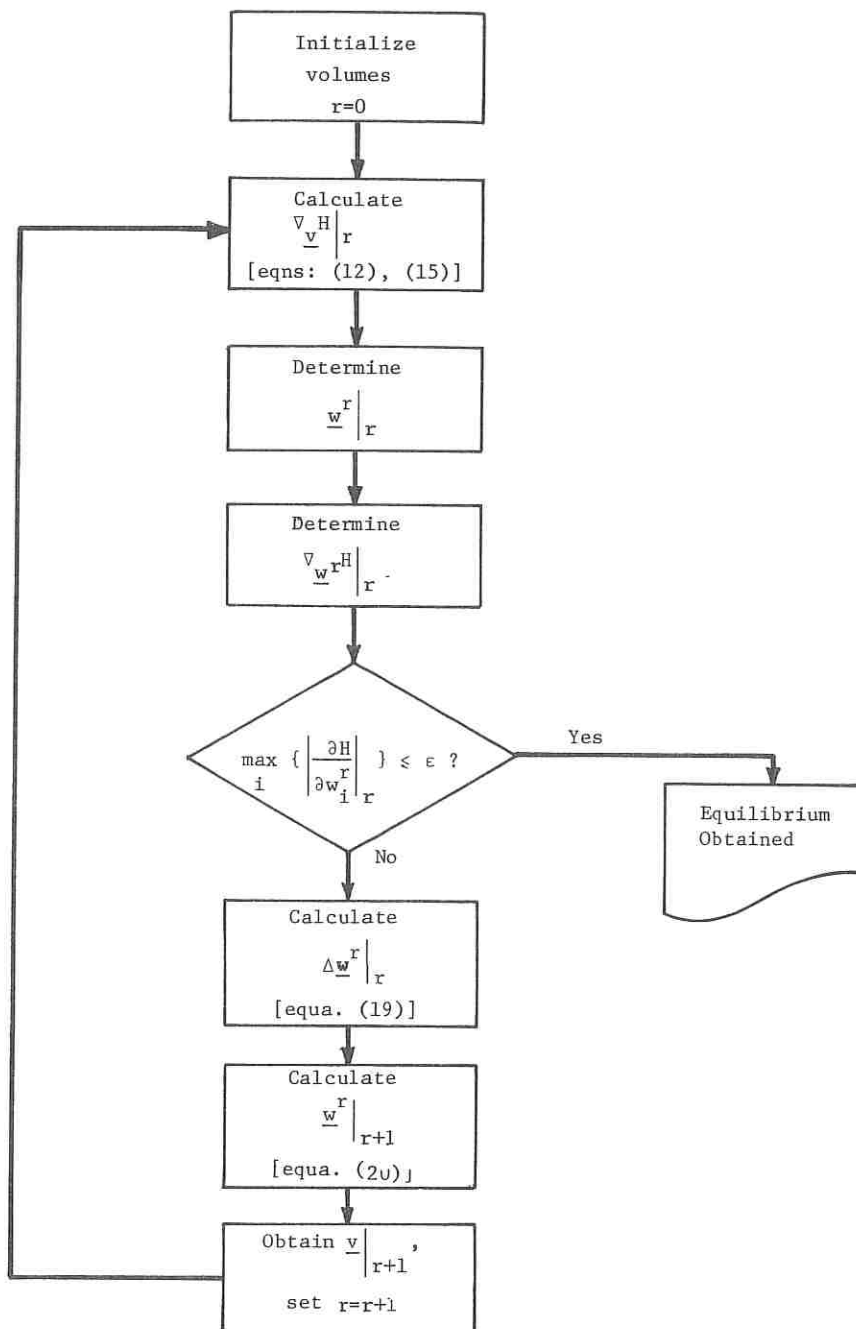 Initialize
volumes
r=0
Calculate
∇v̲H|r
[eqns: (12), (15)]
Determine
w̲^r|r
Determine
∇w̲^rH|r
max i { |∂H/∂w_i^r|r } ⩽ ε ?
Yes
Equilibrium
Obtained
No
Calculate
Δw̲^r|r
[equa. (19)]
Calculate
w̲^r|r+1
[equa. (20)]
Obtain v̲|r+1,
set r=r+1